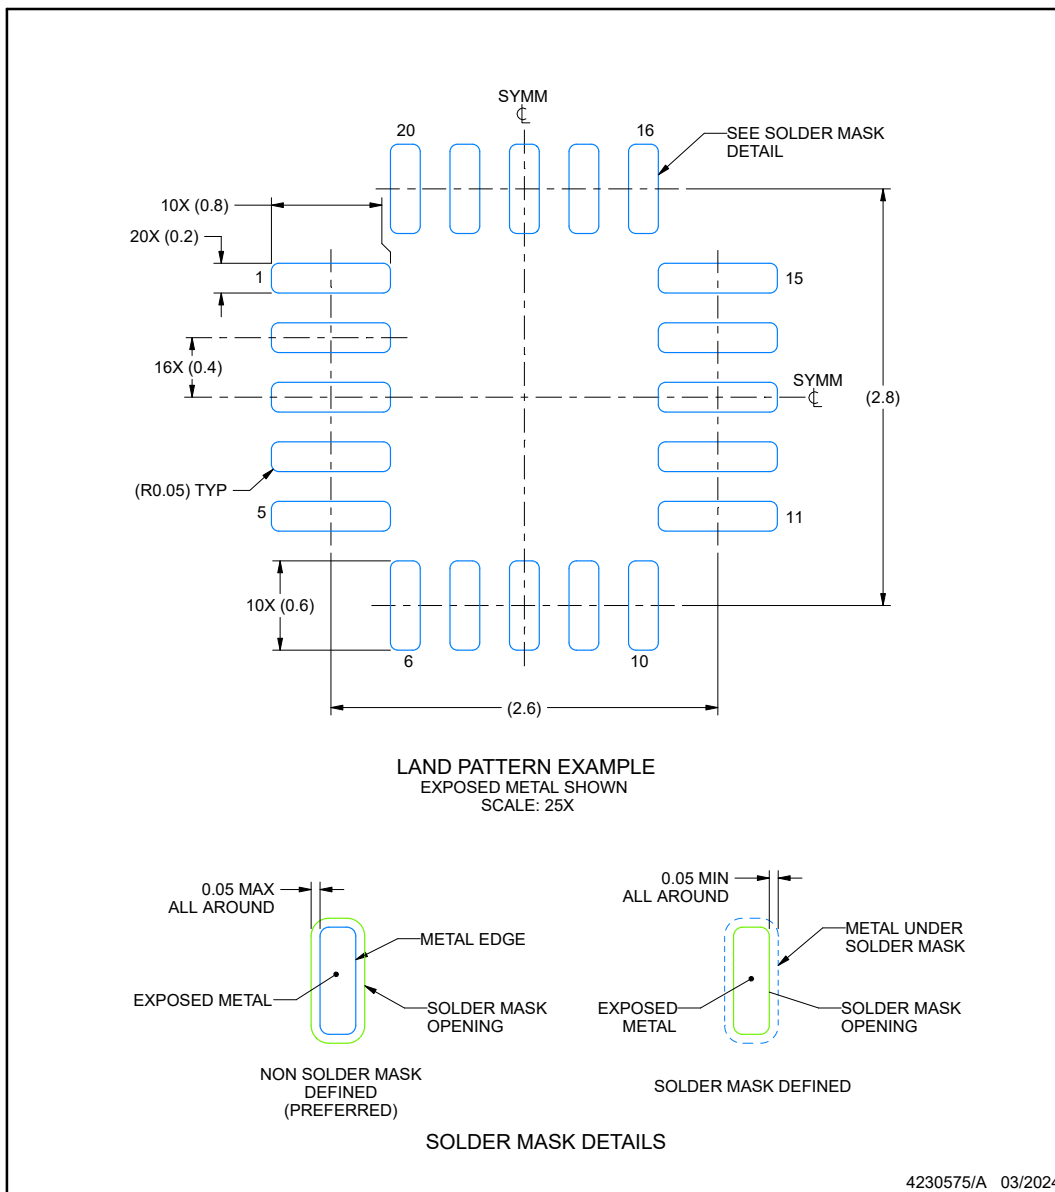 SYMM
℄
20
16
SEE SOLDER MASK
DETAIL
10X (0.8)
20X (0.2)
1
15
16X (0.4)
SYMM
℄
(2.8)
(R0.05) TYP
5
11
10X (0.6)
6
10
(2.6)
LAND PATTERN EXAMPLE
EXPOSED METAL SHOWN
SCALE: 25X
0.05 MAX
ALL AROUND
METAL EDGE
EXPOSED METAL
SOLDER MASK
OPENING
NON SOLDER MASK
DEFINED
(PREFERRED)
0.05 MIN
ALL AROUND
METAL UNDER
SOLDER MASK
EXPOSED
METAL
SOLDER MASK
OPENING
SOLDER MASK DEFINED
SOLDER MASK DETAILS
4230575/A 03/2024